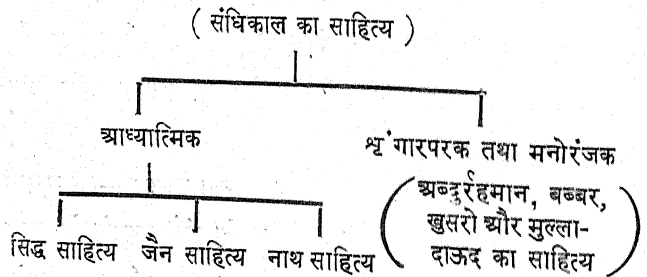 ( संधिकाल का साहित्य )
आध्यात्मिक
शृंगारपरक तथा मनोरंजक
(अब्दुर्रहमान, बब्बर,
खुसरो और मुल्ला-
दाऊद का साहित्य)
सिद्ध साहित्य जैन साहित्य नाथ साहित्य